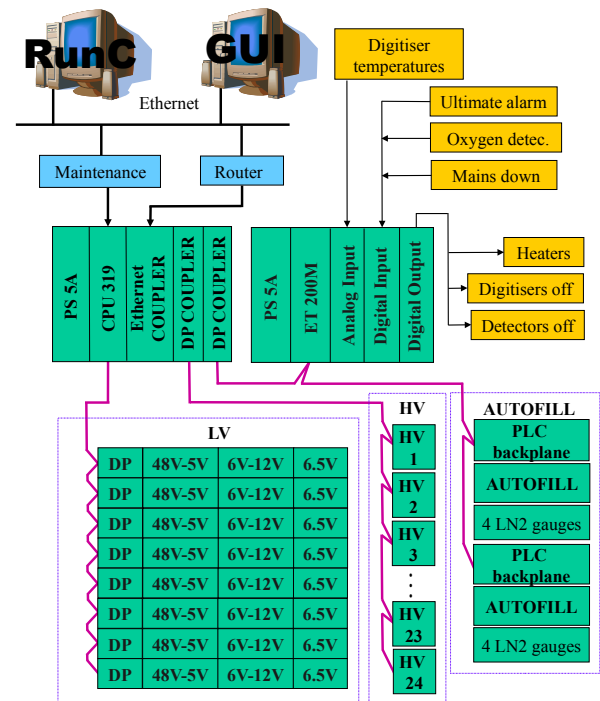 RunC
GUI
Ethernet
Digitiser
temperatures
Ultimate alarm
Oxygen detec.
Mains down
Maintenance
Router
PS 5A
CPU 319
Ethernet
COUPLER
DP COUPLER
DP COUPLER
PS 5A
ET 200M
Analog Input
Digital Input
Digital Output
Heaters
Digitisers off
Detectors off
LV
DP 48V-5V 6V-12V 6.5V
DP 48V-5V 6V-12V 6.5V
DP 48V-5V 6V-12V 6.5V
DP 48V-5V 6V-12V 6.5V
DP 48V-5V 6V-12V 6.5V
DP 48V-5V 6V-12V 6.5V
DP 48V-5V 6V-12V 6.5V
DP 48V-5V 6V-12V 6.5V
HV
HV
1
HV
2
HV
3
HV
23
HV
24
AUTOFILL
PLC
backplane
AUTOFILL
4 LN2 gauges
PLC
backplane
AUTOFILL
4 LN2 gauges